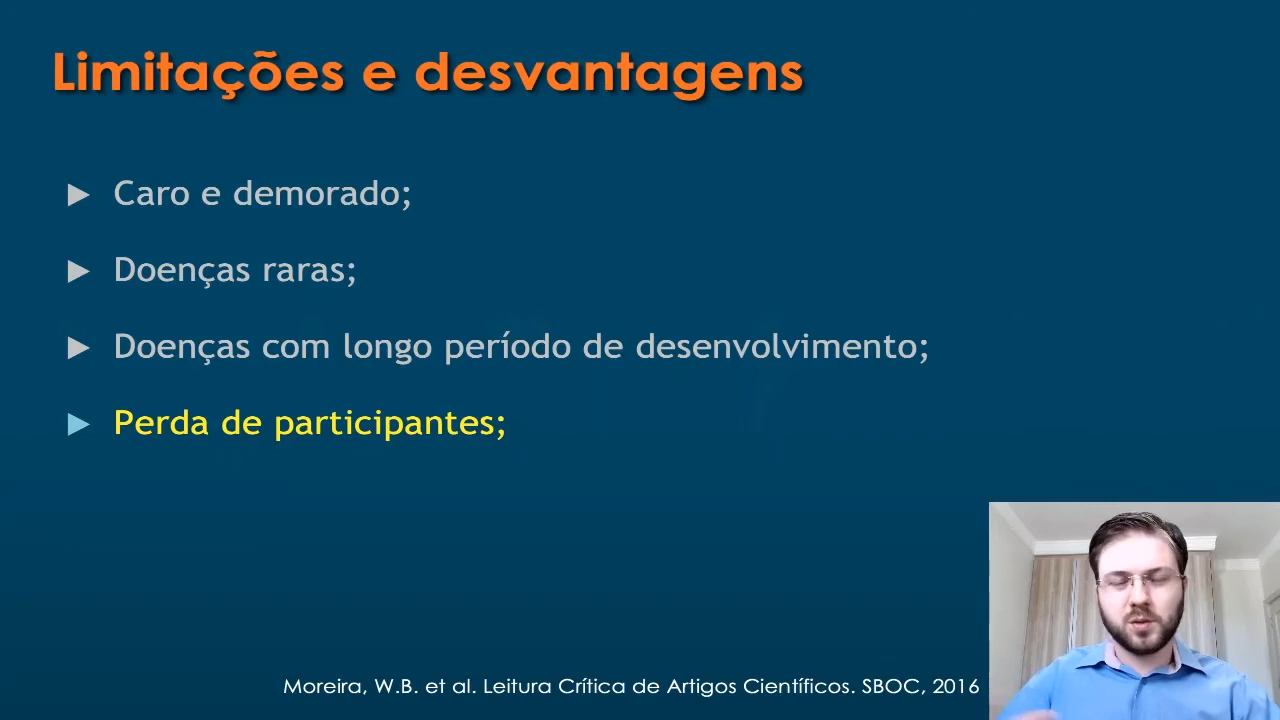 Limitações e desvantagens
► Caro e demorado;
► Doenças raras;
► Doenças com longo período de desenvolvimento;
► Perda de participantes;
Moreira, W.B. et al. Leitura Crítica de Artigos Científicos. SBOC, 2016